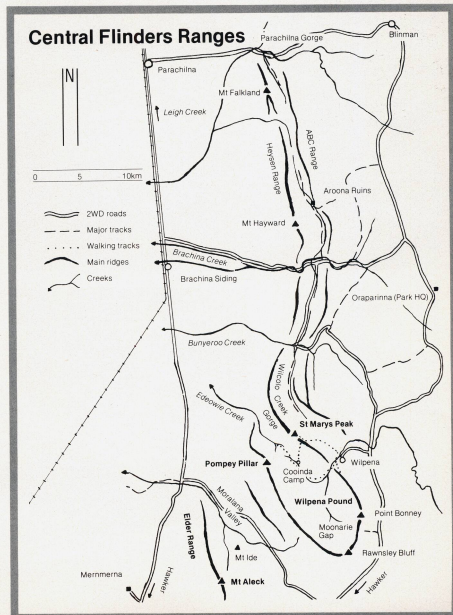 Central Flinders Ranges
Parachilna Gorge
Blinman
Parachilna
N
Mt Falkland
Leigh Creek
ABC Range
Heysen Range
0 5 10km
Aroona Ruins
Mt Hayward
2WD roads
Major tracks
Walking tracks
Main ridges
Creeks
Brachina Creek
Brachina Siding
Oraparinna (Park HQ)
Bunyeroo Creek
Wilcolo Creek
Edeowie Creek
Gorge
St Marys Peak
Pompey Pillar
Cooinda
Camp
Wilpena
Wilpena Pound
Moralana
Valley
Elder Range
Moonarie
Gap
Point Bonney
Mt Ide
Rawnsley Bluff
Mernmerna
Hawker
Mt Aleck
Hawker